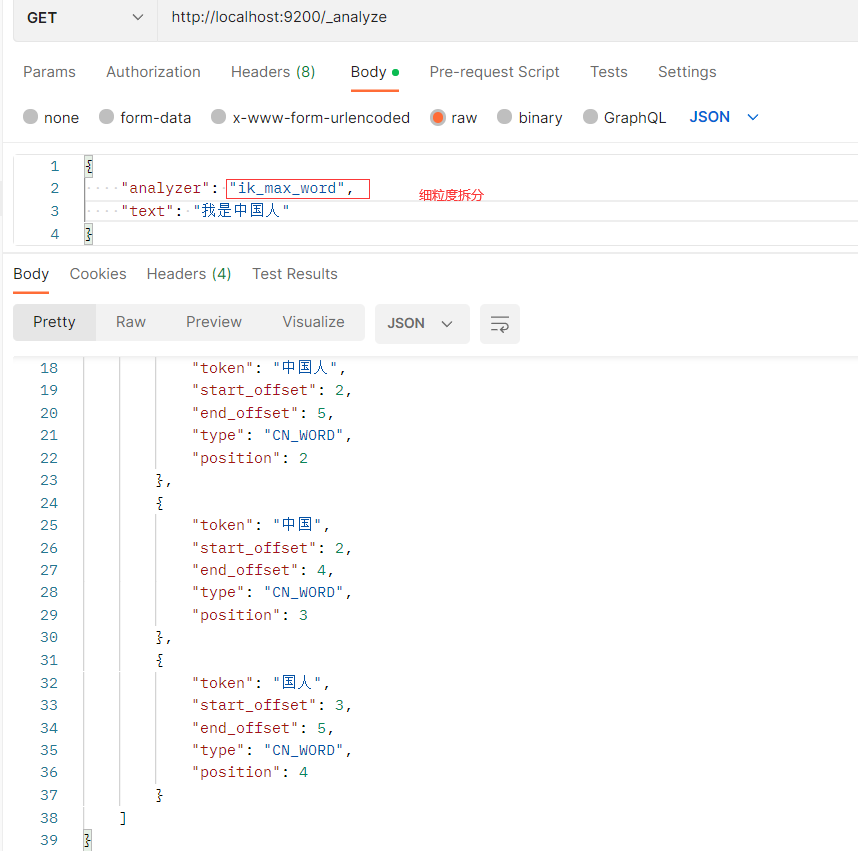 GET http://localhost:9200/_analyze
Params Authorization Headers (8) Body Pre-request Script Tests Settings
none form-data x-www-form-urlencoded raw binary GraphQL JSON
1 {
2 ···· "analyzer": "ik_max_word", 细粒度拆分
3 ···· "text": "我是中国人"
4 }
Body Cookies Headers (4) Test Results
Pretty Raw Preview Visualize JSON
18 "token": "中国人",
19 "start_offset": 2,
20 "end_offset": 5,
21 "type": "CN_WORD",
22 "position": 2
23 },
24 {
25 "token": "中国",
26 "start_offset": 2,
27 "end_offset": 4,
28 "type": "CN_WORD",
29 "position": 3
30 },
31 {
32 "token": "国人",
33 "start_offset": 3,
34 "end_offset": 5,
35 "type": "CN_WORD",
36 "position": 4
37 }
38 ]
39 }